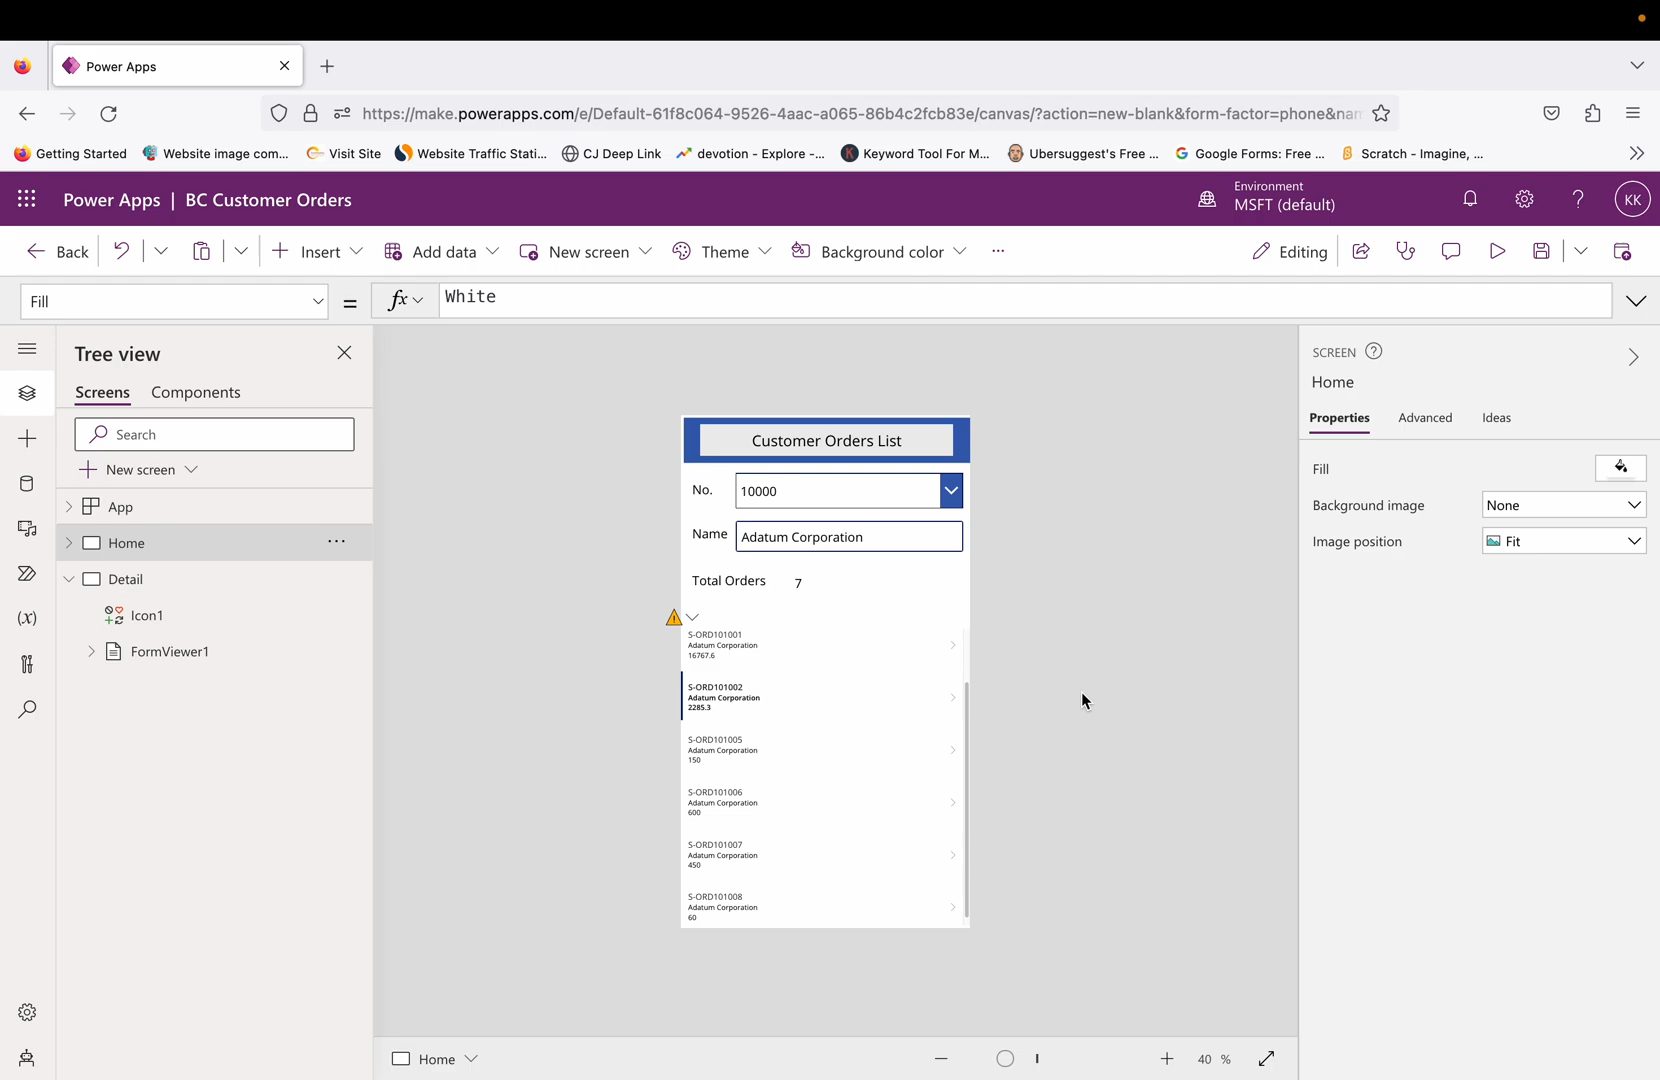 Power Apps
https://make.powerapps.com/e/Default-61f8c064-9526-4aac-a065-86b4c2fcb83e/canvas/?action=new-blank&form-factor=phone&nam
Getting Started
Website image com...
Visit Site
Website Traffic Stati...
CJ Deep Link
devotion - Explore -...
Keyword Tool For M...
Ubersuggest's Free ...
Google Forms: Free ...
Scratch - Imagine, ...
Power Apps | BC Customer Orders
Environment
MSFT (default)
KK
Back
Insert
Add data
New screen
Theme
Background color
...
Editing
Fill
=
fx
White
Tree view
Screens
Components
Search
New screen
App
Home
...
Detail
Icon1
FormViewer1
(x)
Customer Orders List
No.
10000
Name
Adatum Corporation
Total Orders
7
S-ORD101001
Adatum Corporation
16767.6
S-ORD101002
Adatum Corporation
2285.3
S-ORD101005
Adatum Corporation
150
S-ORD101006
Adatum Corporation
600
S-ORD101007
Adatum Corporation
450
S-ORD101008
Adatum Corporation
60
SCREEN
Home
Properties
Advanced
Ideas
Fill
Background image
None
Image position
Fit
Home
40 %